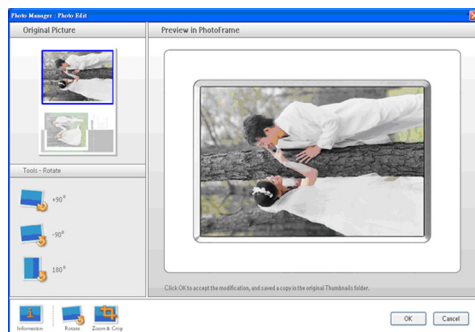 Photo Manager : Photo Edit
Original Picture
Preview in PhotoFrame
Tools - Rotate
+90°
-90°
180°
Click OK to accept the modification, and saved a copy in the original Thumbnails folder.
Information
Rotate
Zoom & Crop
OK
Cancel